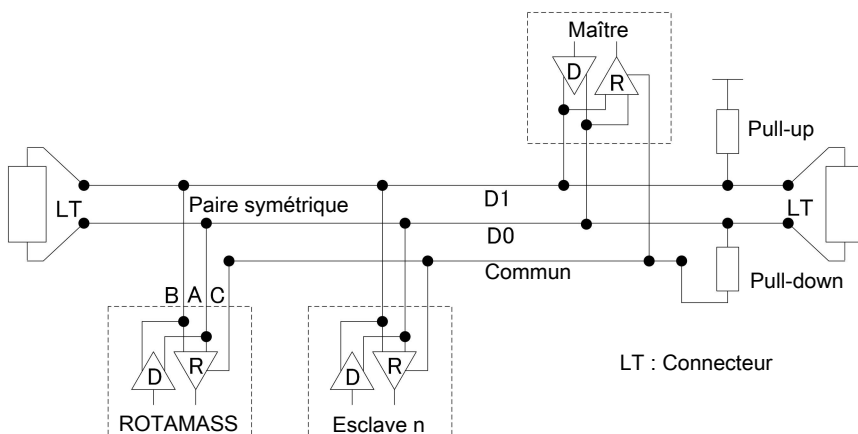 Maître
D
R
Pull-up
LT
Paire symétrique
D1
LT
D0
Commun
Pull-down
B A C
D
R
D
R
LT : Connecteur
ROTAMASS
Esclave n